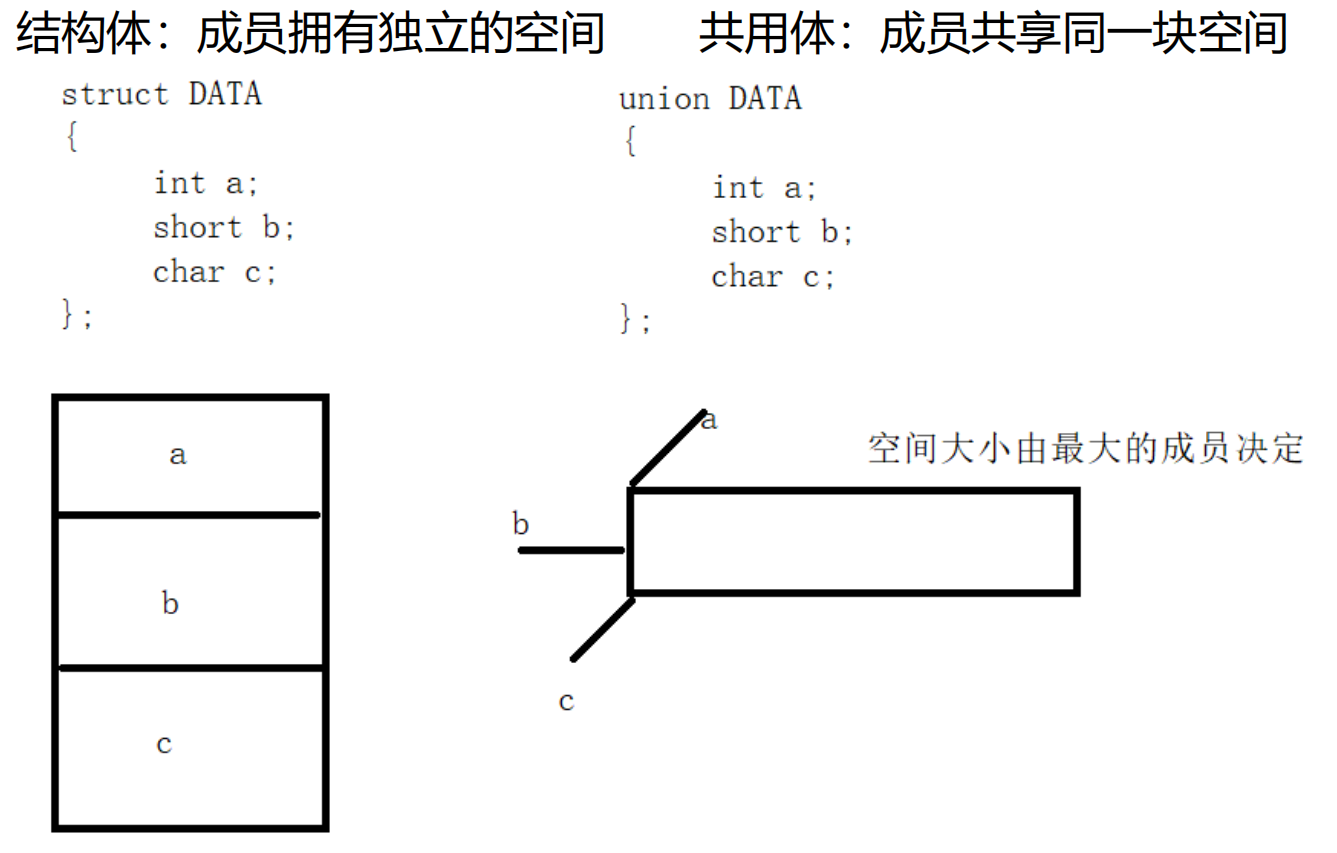 结构体：成员拥有独立的空间
struct DATA
{
int a;
short b;
char c;
};
a
b
c
共用体：成员共享同一块空间
union DATA
{
int a;
short b;
char c;
};
a
空间大小由最大的成员决定
b
c